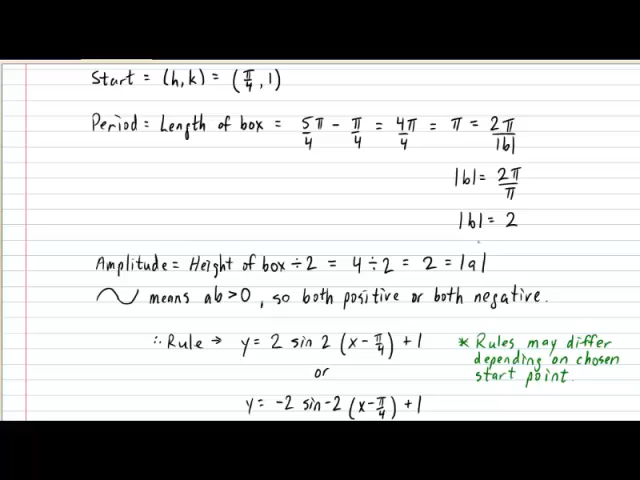 Start = (h, k) = (π/4, 1)
Period = Length of box = 5π/4 - π/4 = 4π/4 = π = 2π/|b|
|b| = 2π/π
|b| = 2
Amplitude = Height of box ÷ 2 = 4 ÷ 2 = 2 = |a|
means ab > 0, so both positive or both negative.
∴ Rule → y = 2 sin 2 (x - π/4) + 1
or
y = -2 sin -2 (x - π/4) + 1
* Rules may differ
depending on chosen
start point.